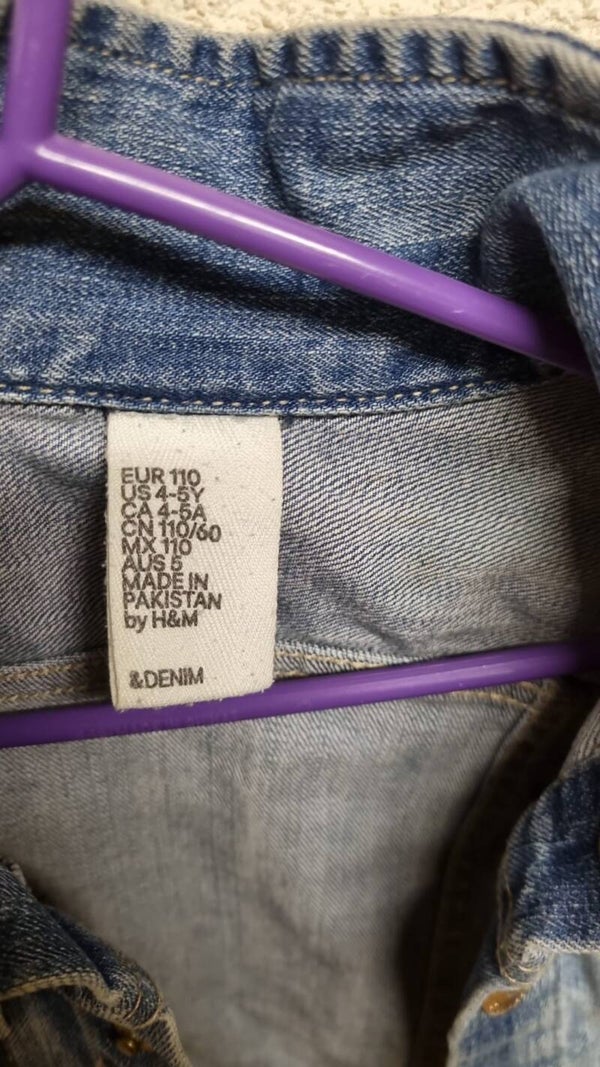 EUR 110
US 4-5Y
CA 4-5A
CN 110/60
MX 110
AUS 5
MADE IN
PAKISTAN
by H&M
&DENIM